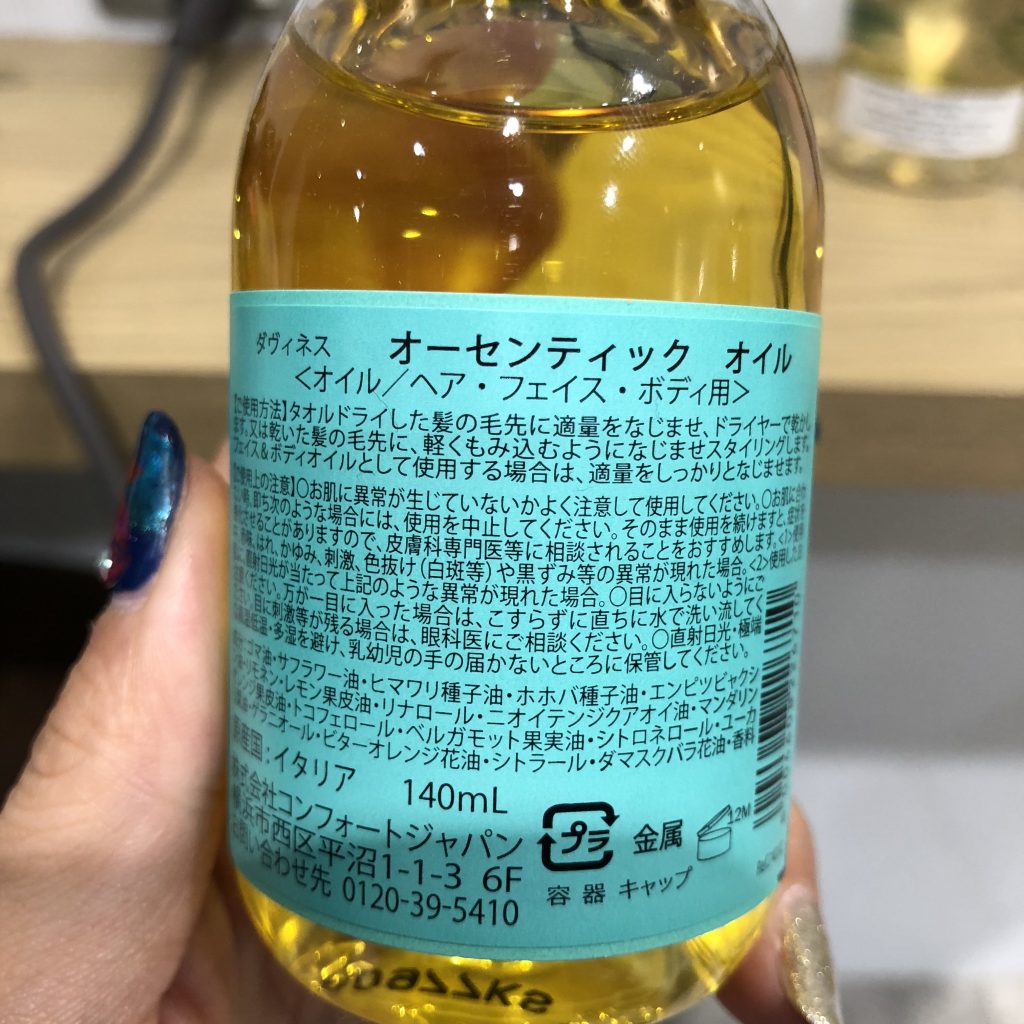 ダヴィネス オーセンティック オイル
<オイル／ヘア・フェイス・ボディ用>
【ご使用方法】タオルドライした髪の毛先に適量をなじませ、ドライヤーで乾かし
ます。又は乾いた髪の毛先に、軽くもみ込むようになじませスタイリングします。
フェイス&ボディオイルとして使用する場合は、適量をしっかりとなじませます。
使用上の注意】○お肌に異常が生じていないかよく注意して使用してください。○お肌に合わ
ない時、即ち次のような場合には、使用を中止してください。そのまま使用を続けますと、症状を
化させることがありますので、皮膚科専門医等に相談されることをおすすめします。<1>使用
はれ、かゆみ、刺激、色抜け(白斑等)や黒ずみ等の異常が現れた場合。<2>使用したお
直射日光が当たって上記のような異常が現れた場合。○目に入らないようにご
注意ください。万が一目に入った場合は、こすらずに直ちに水で洗い流して
ださい。目に刺激等が残る場合は、眼科医にご相談ください。○直射日光・極端
高温低温・多湿を避け、乳幼児の手の届かないところに保管してください。
ゴマ油・サフラワー油・ヒマワリ種子油・ホホバ種子油・エンピツビャクシ
リモネン・レモン果皮油・リナロール・ニオイテンジクアオイ油・マンダリン
果皮油・トコフェロール・ベルガモット果実油・シトロネロール・ユーカ
ゲラニオール・ビターオレンジ花油・シトラール・ダマスクバラ花油・香料
原産国:イタリア 140mL
株式会社コンフォートジャパン
横浜市西区平沼1-1-3 6F
お問い合わせ先 0120-39-5410
プラ 金属 12M
容器 キャップ